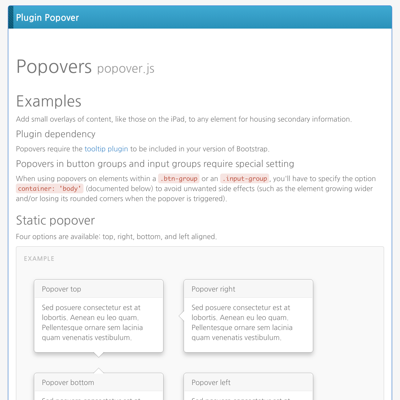 Plugin Popover
Popovers popover.js
Examples
Add small overlays of content, like those on the iPad, to any element for housing secondary information.
Plugin dependency
Popovers require the tooltip plugin to be included in your version of Bootstrap.
Popovers in button groups and input groups require special setting
When using popovers on elements within a .btn-group or an .input-group, you'll have to specify the option
container: 'body' (documented below) to avoid unwanted side effects (such as the element growing wider
and/or losing its rounded corners when the popover is triggered).
Static popover
Four options are available: top, right, bottom, and left aligned.
EXAMPLE
Popover top
Sed posuere consectetur est at
lobortis. Aenean eu leo quam.
Pellentesque ornare sem lacinia
quam venenatis vestibulum.
Popover right
Sed posuere consectetur est at
lobortis. Aenean eu leo quam.
Pellentesque ornare sem lacinia
quam venenatis vestibulum.
Popover bottom
Popover left